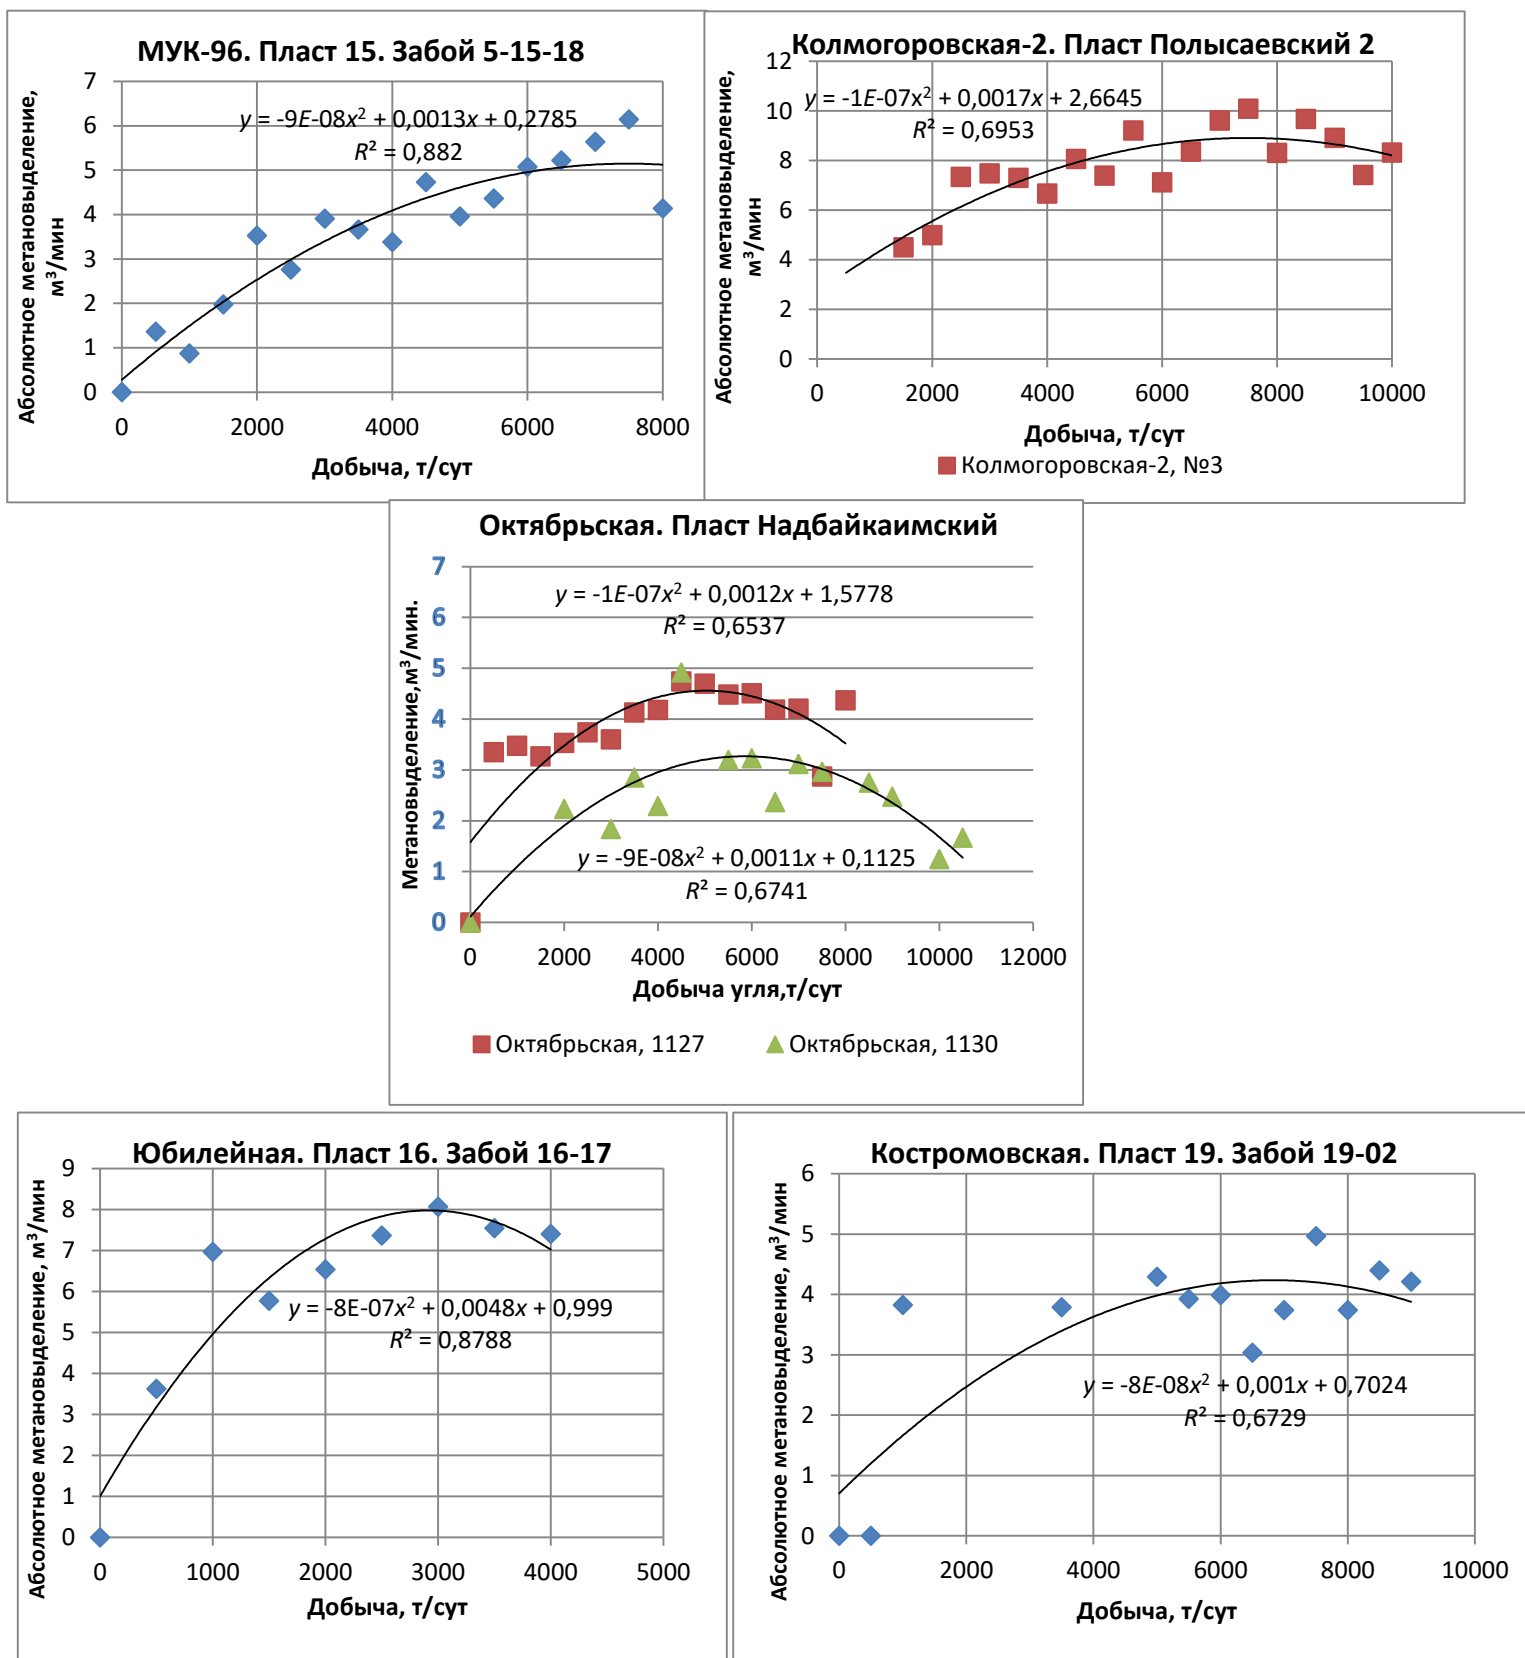 МУК-96. Пласт 15. Забой 5-15-18
Абсолютное метановыделение,
м³/мин
7
6
5
4
3
2
1
0
y = -9E-08x² + 0,0013x + 0,2785
R² = 0,882
0 2000 4000 6000 8000
Добыча, т/сут
Колмогоровская-2. Пласт Полысаевский 2
Абсолютное метановыделение,
м³/мин
12
10
8
6
4
2
0
y = -1E-07x² + 0,0017x + 2,6645
R² = 0,6953
0 2000 4000 6000 8000 10000
Добыча, т/сут
Колмогоровская-2, №3
Октябрьская. Пласт Надбайкаимский
Метановыделение,м³/мин.
7
6
5
4
3
2
1
0
y = -1E-07x² + 0,0012x + 1,5778
R² = 0,6537
y = -9E-08x² + 0,0011x + 0,1125
R² = 0,6741
0 2000 4000 6000 8000 10000 12000
Добыча угля,т/сут
Октябрьская, 1127 Октябрьская, 1130
Юбилейная. Пласт 16. Забой 16-17
Абсолютное метановыделение, м³/мин
9
8
7
6
5
4
3
2
1
0
y = -8E-07x² + 0,0048x + 0,999
R² = 0,8788
0 1000 2000 3000 4000 5000
Добыча, т/сут
Костромовская. Пласт 19. Забой 19-02
Абсолютное метановыделение, м³/мин
6
5
4
3
2
1
0
y = -8E-08x² + 0,001x + 0,7024
R² = 0,6729
0 2000 4000 6000 8000 10000
Добыча, т/сут